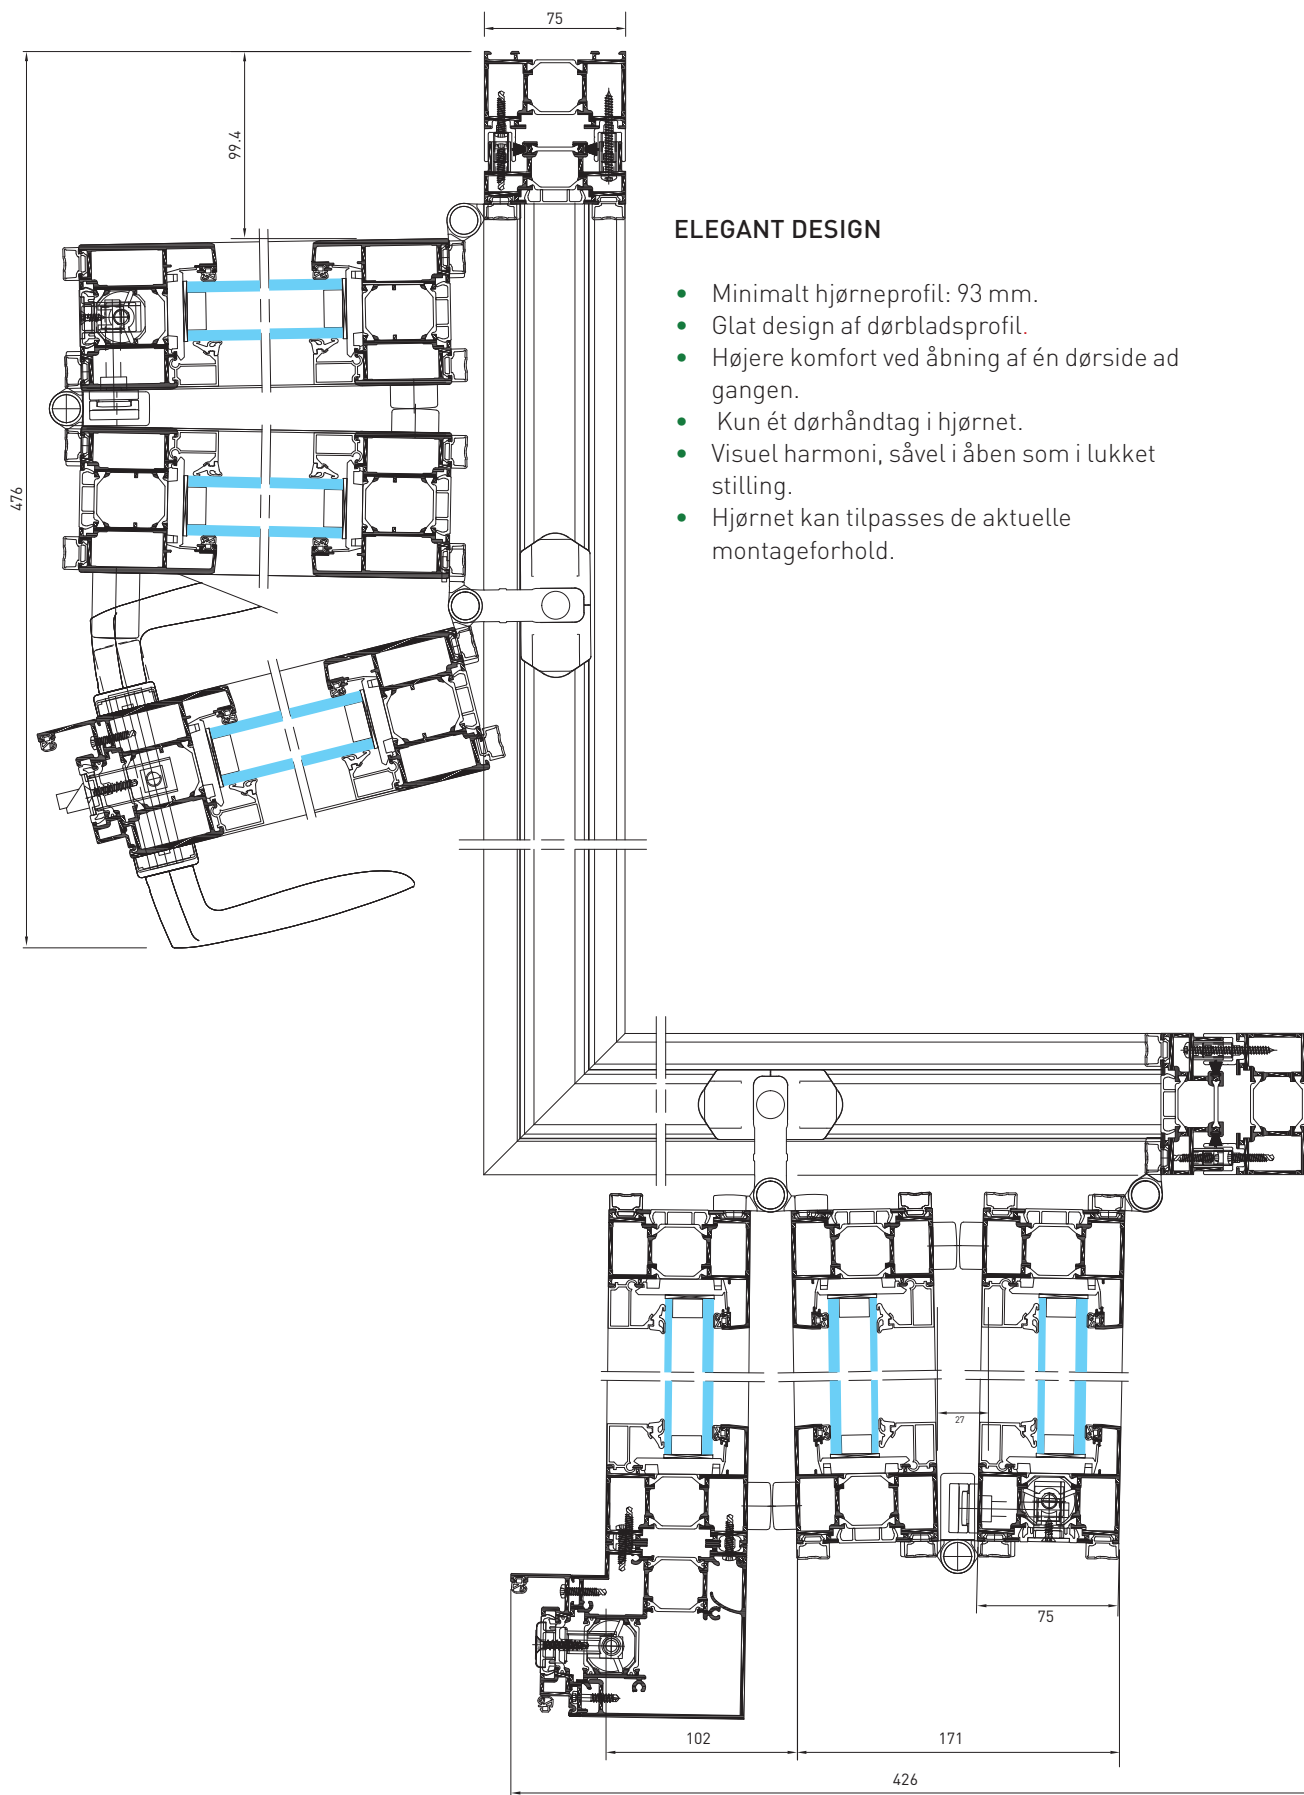 75
99.4
476
ELEGANT DESIGN
• Minimalt hjørneprofil: 93 mm.
• Glat design af dørbladsprofil.
• Højere komfort ved åbning af én dørside ad
gangen.
• Kun ét dørhåndtag i hjørnet.
• Visuel harmoni, såvel i åben som i lukket
stilling.
• Hjørnet kan tilpasses de aktuelle
montageforhold.
27
75
102
171
426